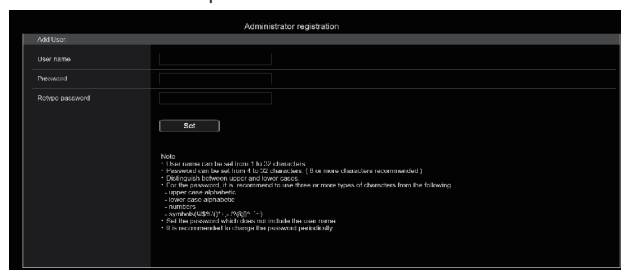 Administrator registration
Add User
User name
Password
Retype password
Set
Note
・User name can be set from 1 to 32 characters.
・Password can be set from 4 to 32 characters. ( 8 or more characters recommended )
・Distinguish between upper and lower cases.
・For the password, it is recommend to use three or more types of characters from the following
- upper case alphabetic
- lower case alphabetic
- numbers
- symbols
・Set the password which does not include the user name
・It is recommended to change the password periodically